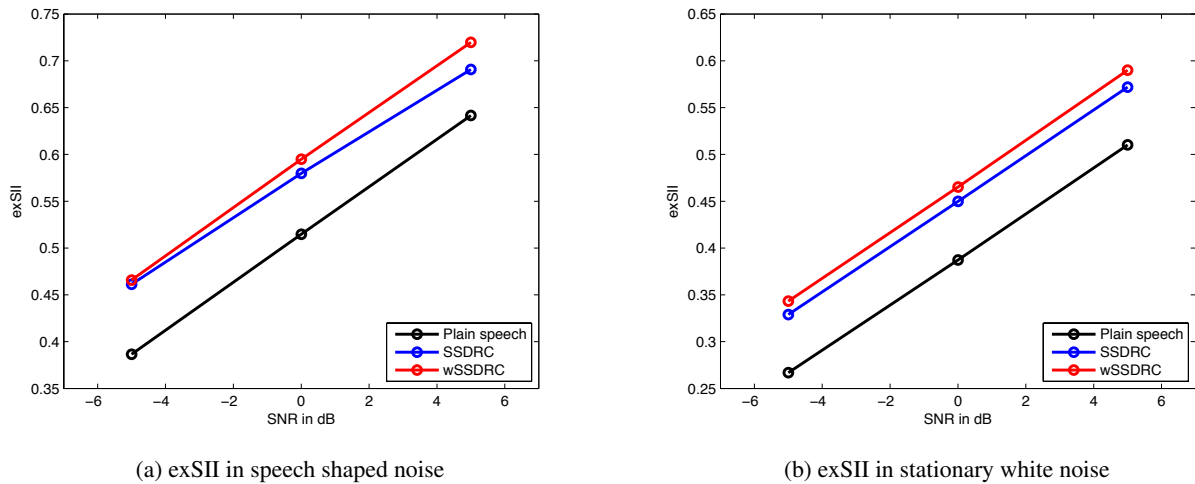 0.75
0.7
0.65
0.6
0.55
0.5
0.45
0.4
0.35
exSII
−6 −4 −2 0 2 4 6
SNR in dB
Plain speech
SSDRC
wSSDRC
(a) exSII in speech shaped noise
0.65
0.6
0.55
0.5
0.45
0.4
0.35
0.3
0.25
exSII
−6 −4 −2 0 2 4 6
SNR in dB
Plain speech
SSDRC
wSSDRC
(b) exSII in stationary white noise